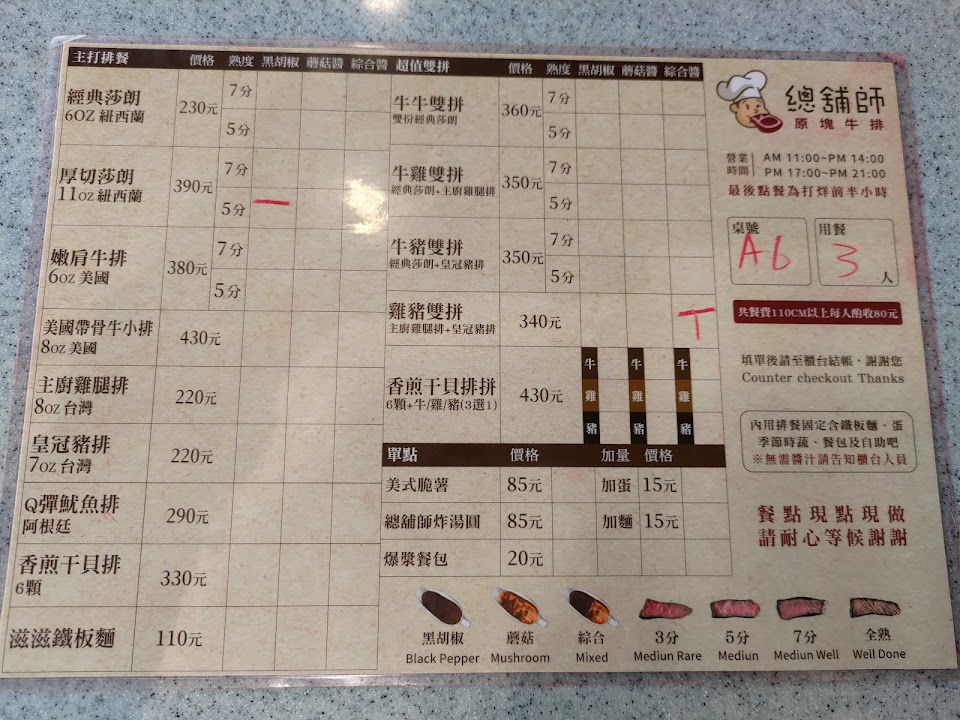 主打排餐 價格 熟度 黑胡椒 蘑菇醬 綜合醬
經典莎朗
6OZ 紐西蘭
230元
7分
5分
厚切莎朗
11oz 紐西蘭
390元
7分
5分
嫩肩牛排
6oz 美國
380元
7分
5分
美國帶骨牛小排
8oz 美國
430元
主廚雞腿排
8oz 台灣
220元
皇冠豬排
7oz 台灣
220元
Q彈魷魚排
阿根廷
290元
香煎干貝排
6顆
330元
滋滋鐵板麵 110元
超值雙拼 價格 熟度 黑胡椒 蘑菇醬 綜合醬
牛牛雙拼
雙份經典莎朗
360元
7分
5分
牛雞雙拼
經典莎朗+主廚雞腿排
350元
7分
5分
牛豬雙拼
經典莎朗+皇冠豬排
350元
7分
5分
雞豬雙拼
主廚雞腿排+皇冠豬排
340元
T
香煎干貝排拼
6顆+牛/雞/豬(3選1)
430元
牛 牛 牛
雞 雞 雞
豬 豬 豬
單點 價格 加量 價格
美式脆薯 85元 加蛋 15元
總舖師炸湯圓 85元 加麵 15元
爆漿餐包 20元
黑胡椒 蘑菇 綜合 3分 5分 7分 全熟
Black Pepper Mushroom Mixed Mediun Rare Mediun Mediun Well Well Done
總舖師
原塊牛排
營業時間
AM 11:00~PM 14:00
PM 17:00~PM 21:00
最後點餐為打烊前半小時
桌號 用餐
A6 3 人
共餐費110CM以上每人酌收80元
填單後請至櫃台結帳，謝謝您
Counter checkout Thanks
內用排餐固定含鐵板麵、蛋
季節時蔬、餐包及自助吧
※無需醬汁請告知櫃台人員
餐點現點現做
請耐心等候謝謝